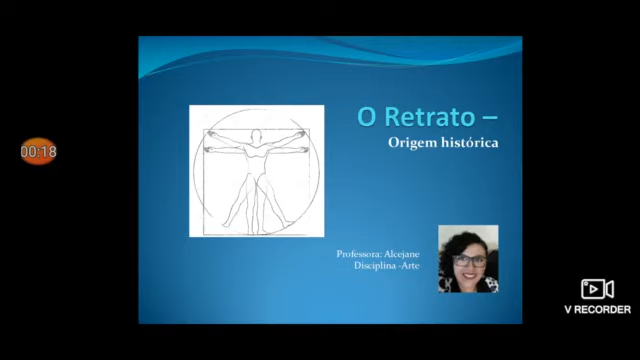 00:18
O Retrato –
Origem histórica
Professora: Alcejane
Disciplina -Arte
V RECORDER